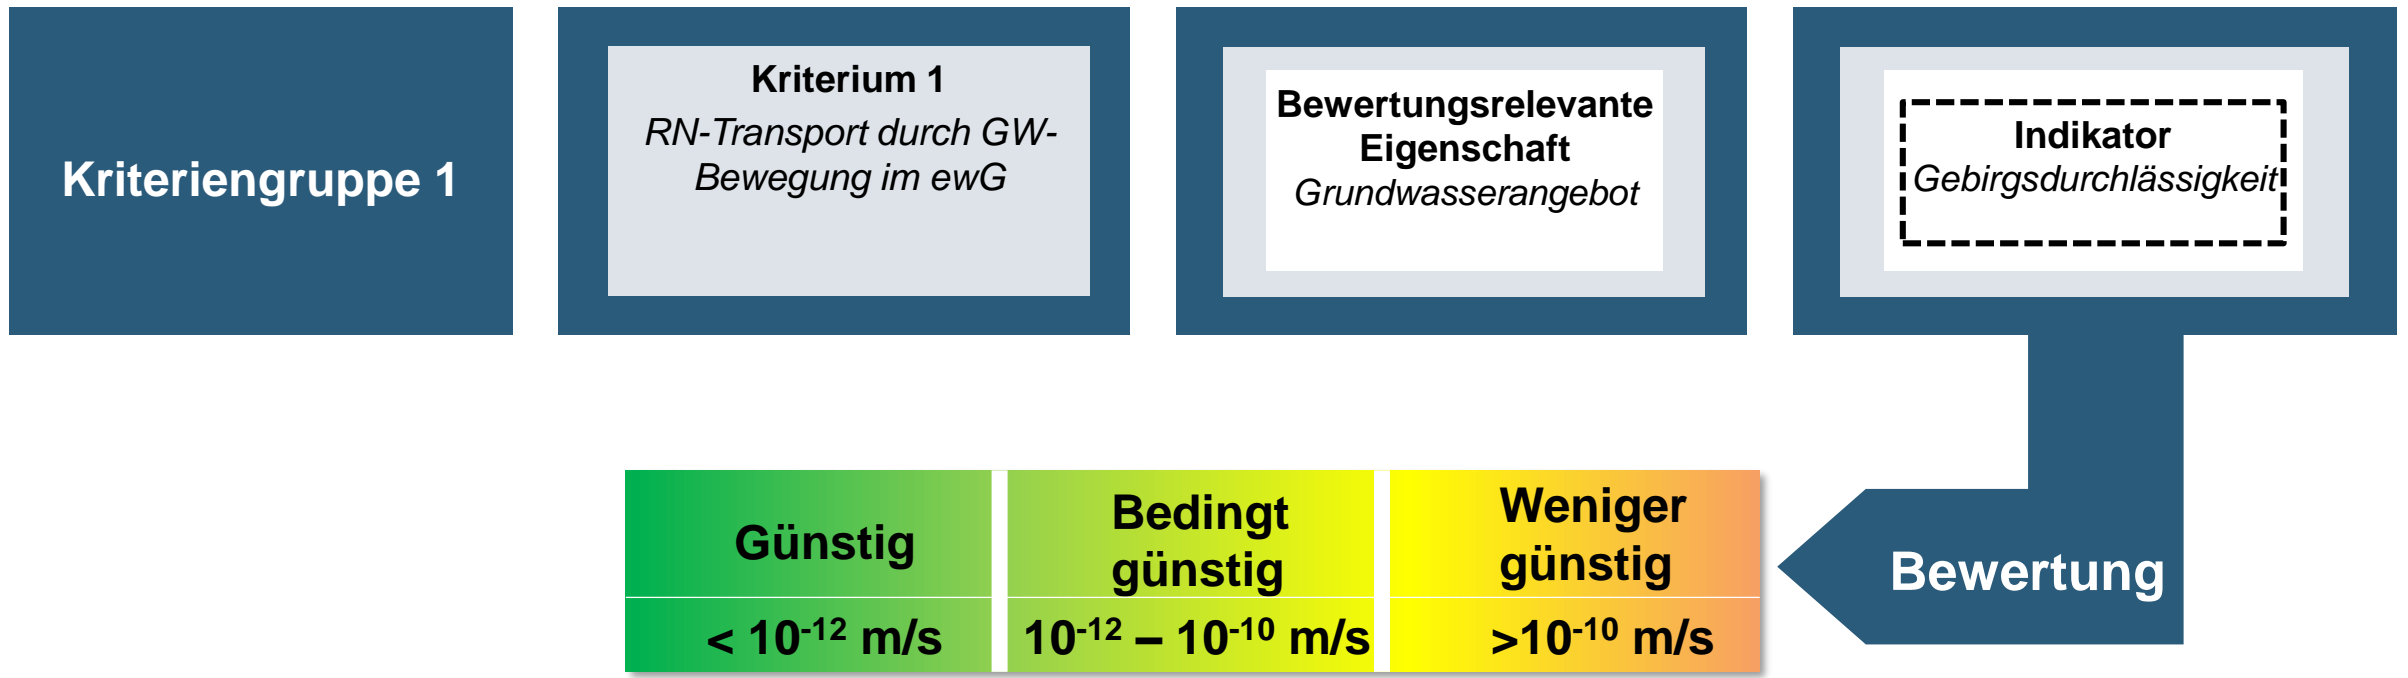 Kriteriengruppe 1
Kriterium 1
RN-Transport durch GW-
Bewegung im ewG
Bewertungsrelevante
Eigenschaft
Grundwasserangebot
Indikator
Gebirgsdurchlässigkeit
Günstig
Bedingt
günstig
Weniger
günstig
< 10⁻¹² m/s
10⁻¹² – 10⁻¹⁰ m/s
>10⁻¹⁰ m/s
Bewertung